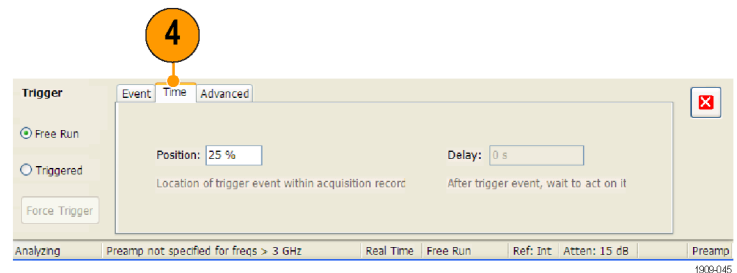 4
Trigger
Event Time Advanced
Free Run
Triggered
Force Trigger
Position: 25 %
Location of trigger event within acquisition record
Delay: 0 s
After trigger event, wait to act on it
Analyzing Preamp not specified for freqs > 3 GHz Real Time Free Run Ref: Int Atten: 15 dB Preamp
1909-045